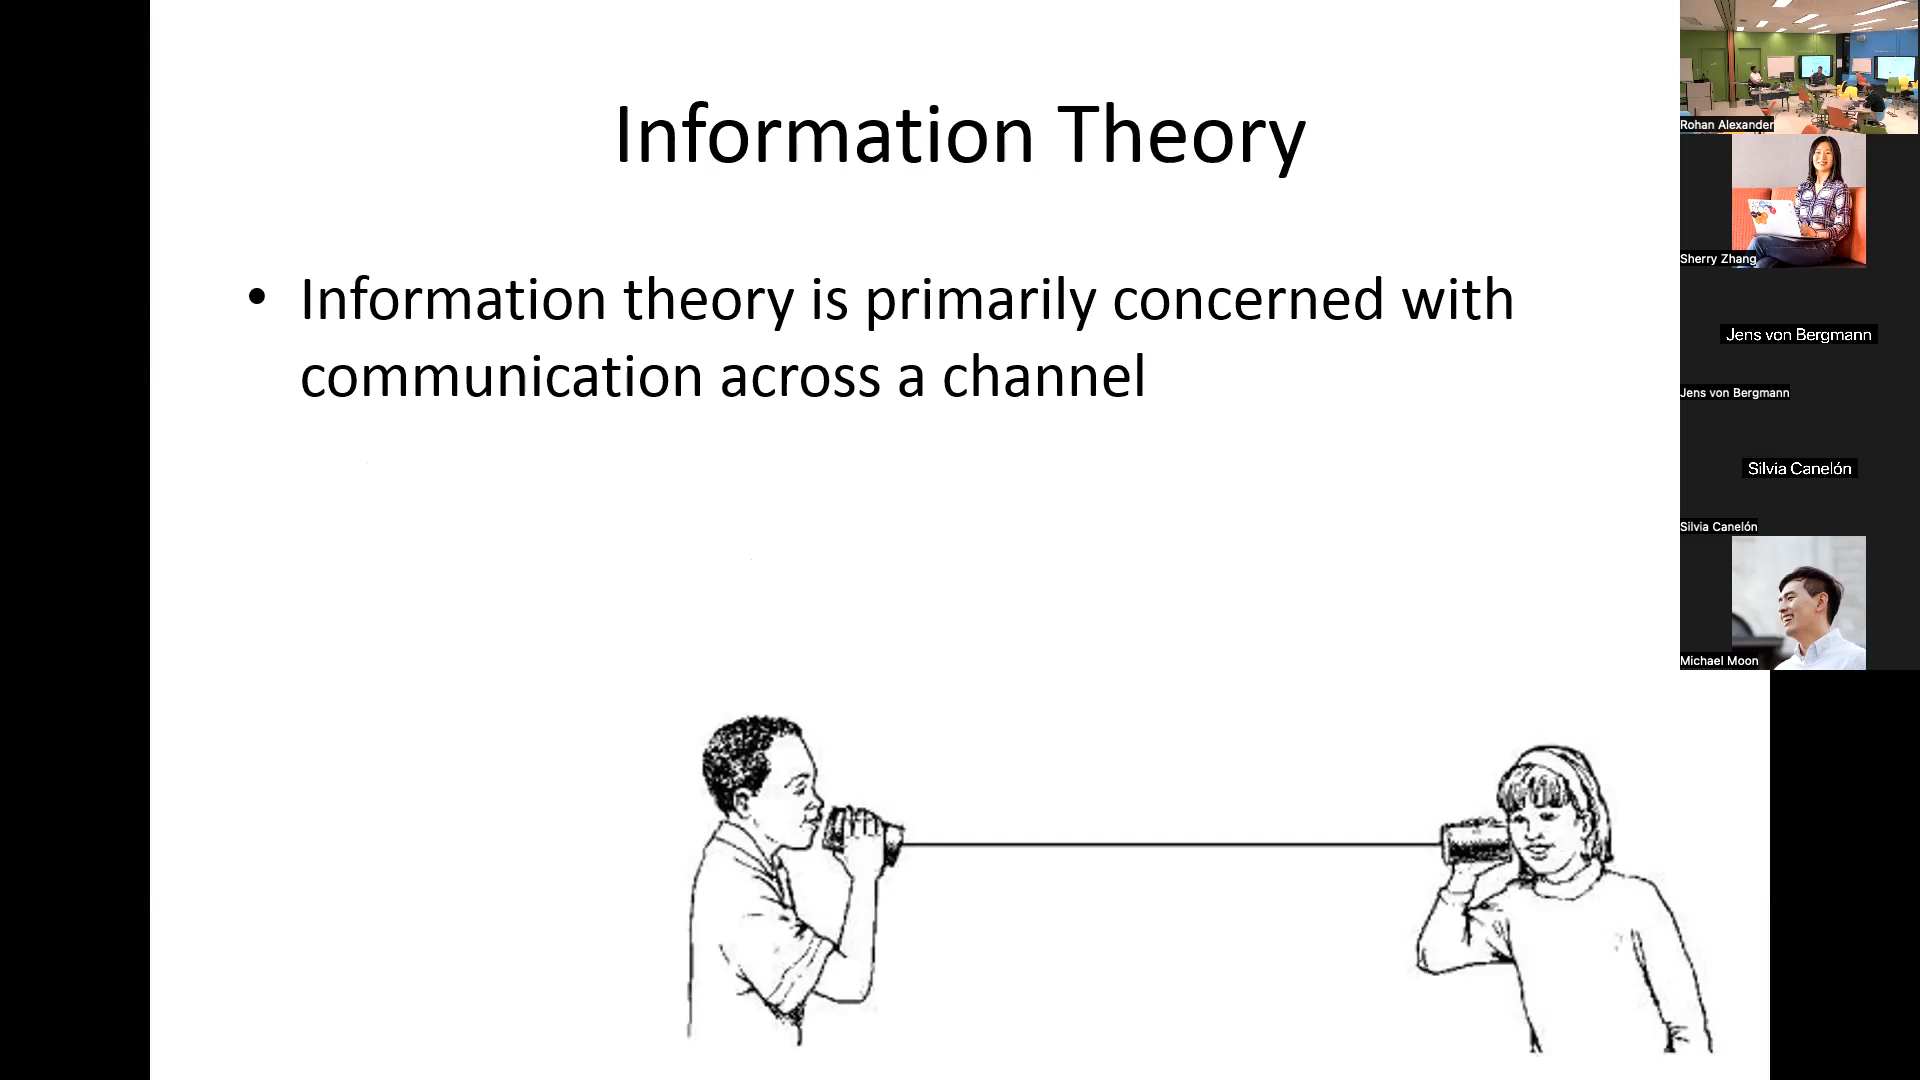 Information Theory
• Information theory is primarily concerned with
communication across a channel
Rohan Alexander
Sherry Zhang
Jens von Bergmann
Jens von Bergmann
Silvia Canelón
Silvia Canelón
Michael Moon